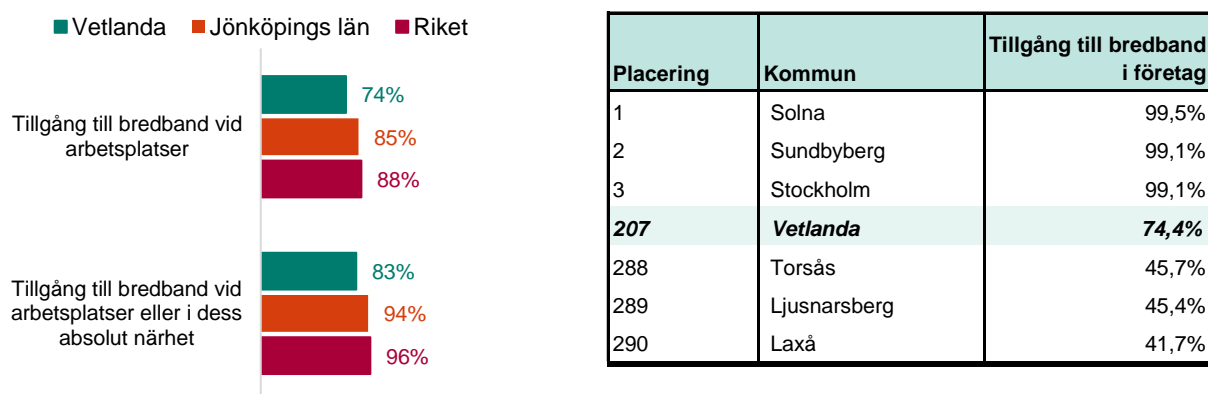 Vetlanda Jönköpings län Riket
Tillgång till bredband vid
arbetsplatser
74%
85%
88%
Tillgång till bredband vid
arbetsplatser eller i dess
absolut närhet
83%
94%
96%
Placering Kommun Tillgång till bredband
i företag
1 Solna 99,5%
2 Sundbyberg 99,1%
3 Stockholm 99,1%
207 Vetlanda 74,4%
288 Torsås 45,7%
289 Ljusnarsberg 45,4%
290 Laxå 41,7%